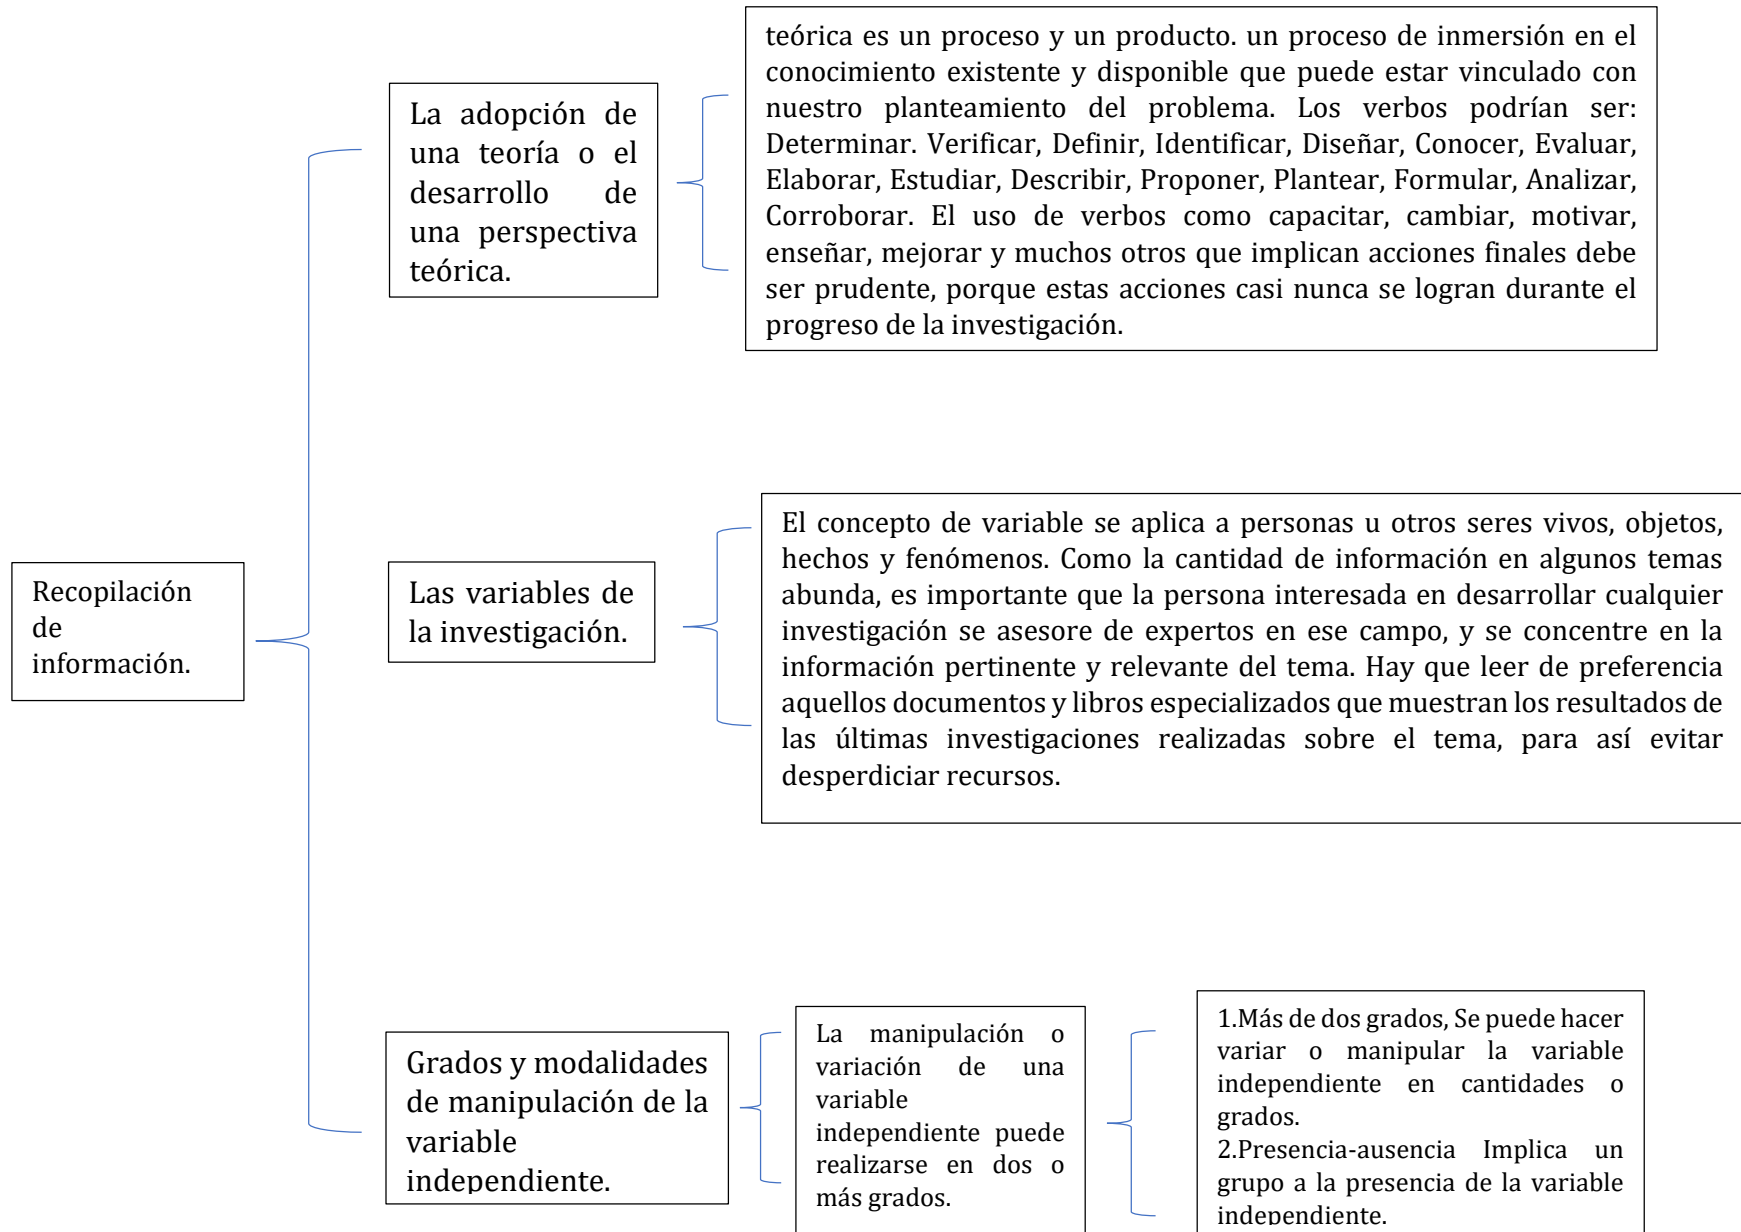 Recopilación
de
información.
La adopción de
una teoría o el
desarrollo de
una perspectiva
teórica.
teórica es un proceso y un producto. un proceso de inmersión en el
conocimiento existente y disponible que puede estar vinculado con
nuestro planteamiento del problema. Los verbos podrían ser:
Determinar. Verificar, Definir, Identificar, Diseñar, Conocer, Evaluar,
Elaborar, Estudiar, Describir, Proponer, Plantear, Formular, Analizar,
Corroborar. El uso de verbos como capacitar, cambiar, motivar,
enseñar, mejorar y muchos otros que implican acciones finales debe
ser prudente, porque estas acciones casi nunca se logran durante el
progreso de la investigación.
Las variables de
la investigación.
El concepto de variable se aplica a personas u otros seres vivos, objetos,
hechos y fenómenos. Como la cantidad de información en algunos temas
abunda, es importante que la persona interesada en desarrollar cualquier
investigación se asesore de expertos en ese campo, y se concentre en la
información pertinente y relevante del tema. Hay que leer de preferencia
aquellos documentos y libros especializados que muestran los resultados de
las últimas investigaciones realizadas sobre el tema, para así evitar
desperdiciar recursos.
Grados y modalidades
de manipulación de la
variable
independiente.
La manipulación o
variación de una
variable
independiente puede
realizarse en dos o
más grados.
1.Más de dos grados, Se puede hacer
variar o manipular la variable
independiente en cantidades o
grados.
2.Presencia-ausencia Implica un
grupo a la presencia de la variable
independiente.